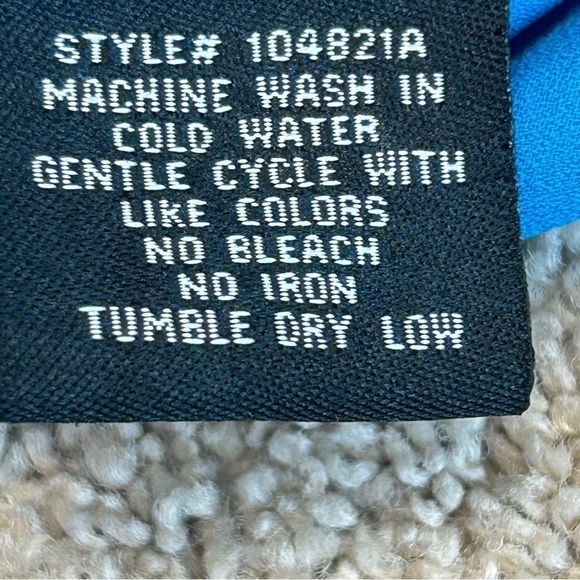 STYLE# 104821A
MACHINE WASH IN
COLD WATER
GENTLE CYCLE WITH
LIKE COLORS
NO BLEACH
NO IRON
TUMBLE DRY LOW